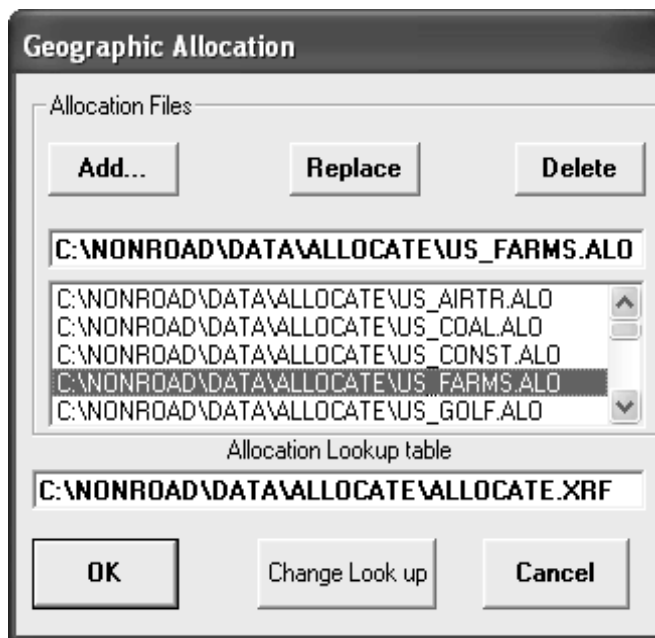 Geographic Allocation
Allocation Files
Add... Replace Delete
C:\NONROAD\DATA\ALLOCATE\US_FARMS.ALO
C:\NONROAD\DATA\ALLOCATE\US_AIRTR.ALO
C:\NONROAD\DATA\ALLOCATE\US_COAL.ALO
C:\NONROAD\DATA\ALLOCATE\US_CONST.ALO
C:\NONROAD\DATA\ALLOCATE\US_FARMS.ALO
C:\NONROAD\DATA\ALLOCATE\US_GOLF.ALO
Allocation Lookup table
C:\NONROAD\DATA\ALLOCATE\ALLOCATE.XRF
OK Change Look up Cancel